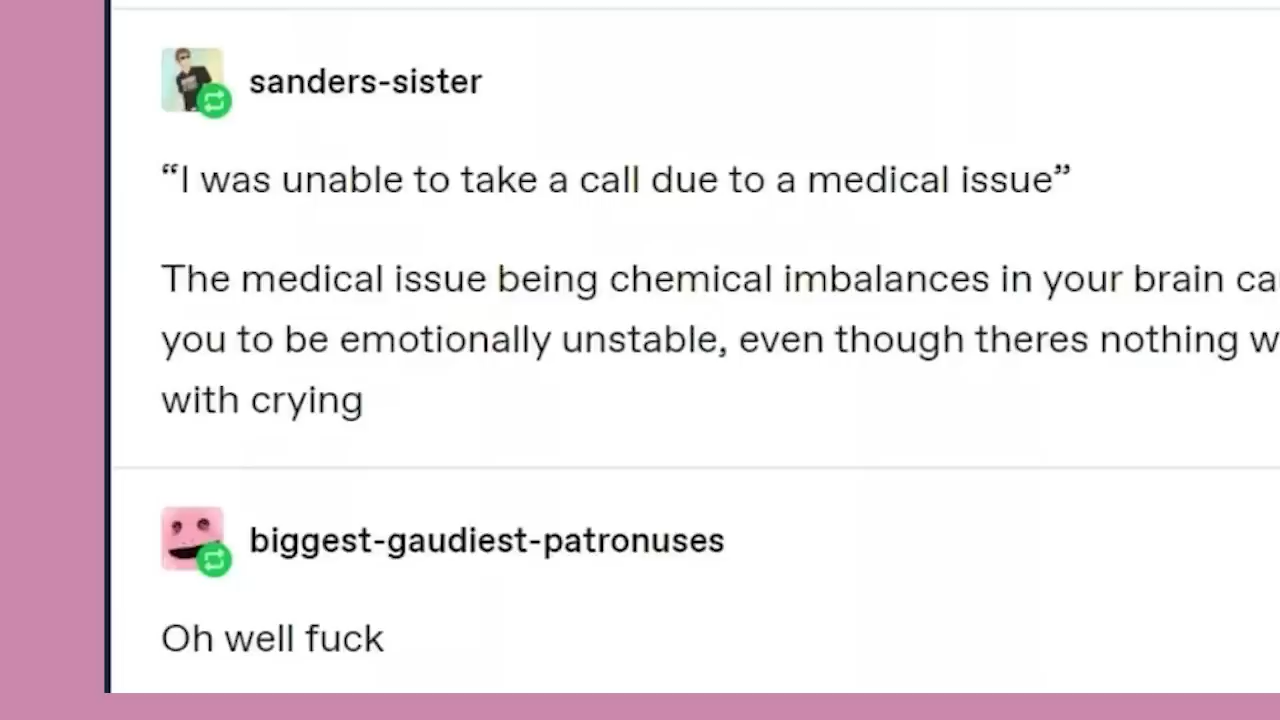 sanders-sister
“I was unable to take a call due to a medical issue”
The medical issue being chemical imbalances in your brain
you to be emotionally unstable, even though theres nothing
with crying
biggest-gaudiest-patronuses
Oh well fuck